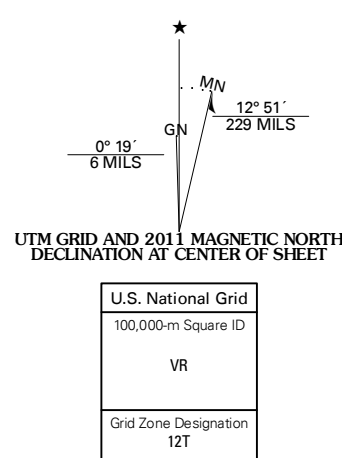 ★
MN
12° 51´
229 MILS
GN
0° 19´
6 MILS
UTM GRID AND 2011 MAGNETIC NORTH
DECLINATION AT CENTER OF SHEET
U.S. National Grid
100,000-m Square ID
VR
Grid Zone Designation
12T